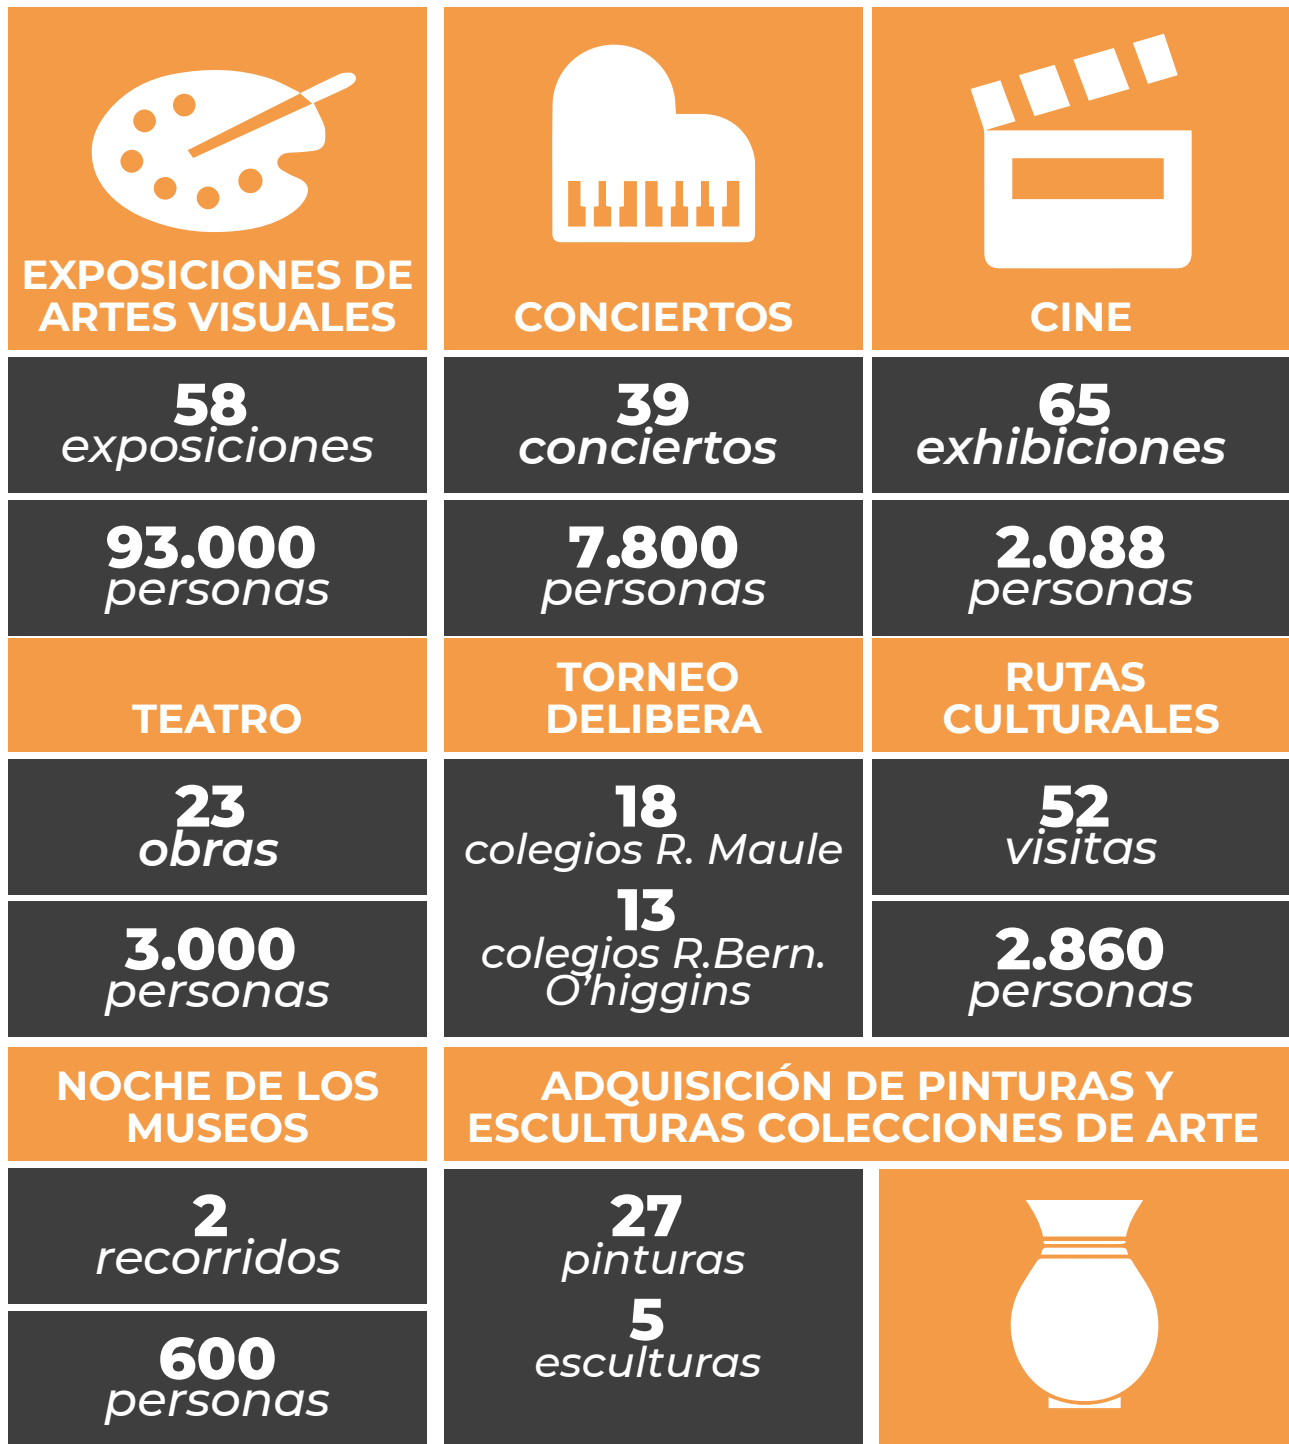 EXPOSICIONES DE
ARTES VISUALES
58
exposiciones
93.000
personas
CONCIERTOS
39
conciertos
7.800
personas
CINE
65
exhibiciones
2.088
personas
TEATRO
23
obras
3.000
personas
TORNEO
DELIBERA
18
colegios R. Maule
13
colegios R.Bern.
O'higgins
RUTAS
CULTURALES
52
visitas
2.860
personas
NOCHE DE LOS
MUSEOS
2
recorridos
600
personas
ADQUISICIÓN DE PINTURAS Y
ESCULTURAS COLECCIONES DE ARTE
27
pinturas
5
esculturas